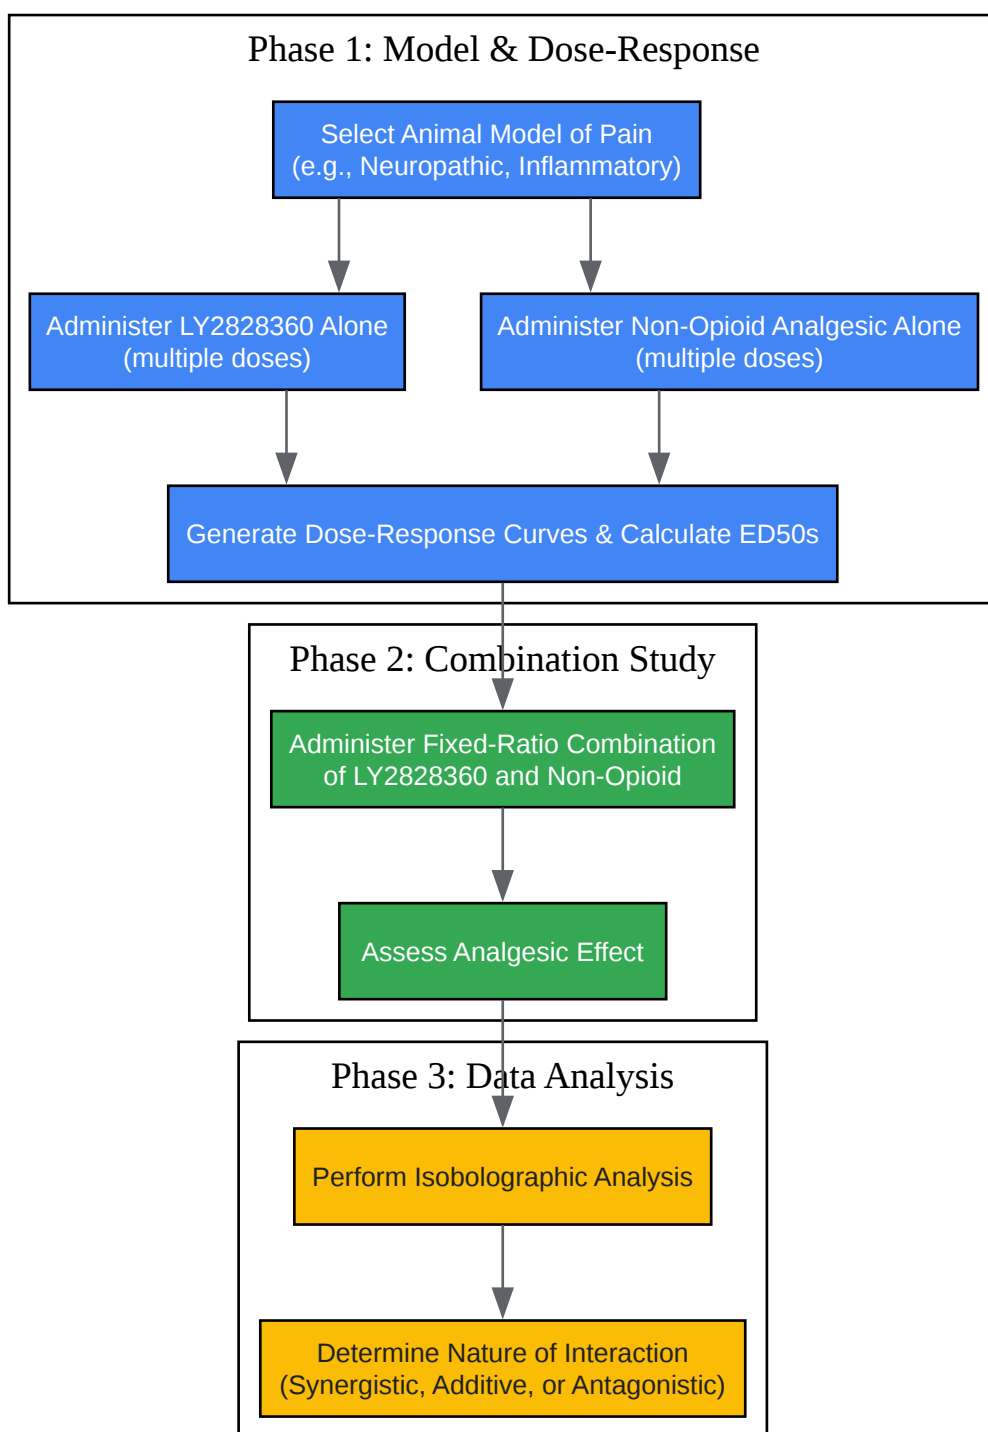 Phase 1: Model & Dose-Response
Select Animal Model of Pain
(e.g., Neuropathic, Inflammatory)
Administer LY2828360 Alone
(multiple doses)
Administer Non-Opioid Analgesic Alone
(multiple doses)
Generate Dose-Response Curves & Calculate ED50s
Phase 2: Combination Study
Administer Fixed-Ratio Combination
of LY2828360 and Non-Opioid
Assess Analgesic Effect
Phase 3: Data Analysis
Perform Isobolographic Analysis
Determine Nature of Interaction
(Synergistic, Additive, or Antagonistic)